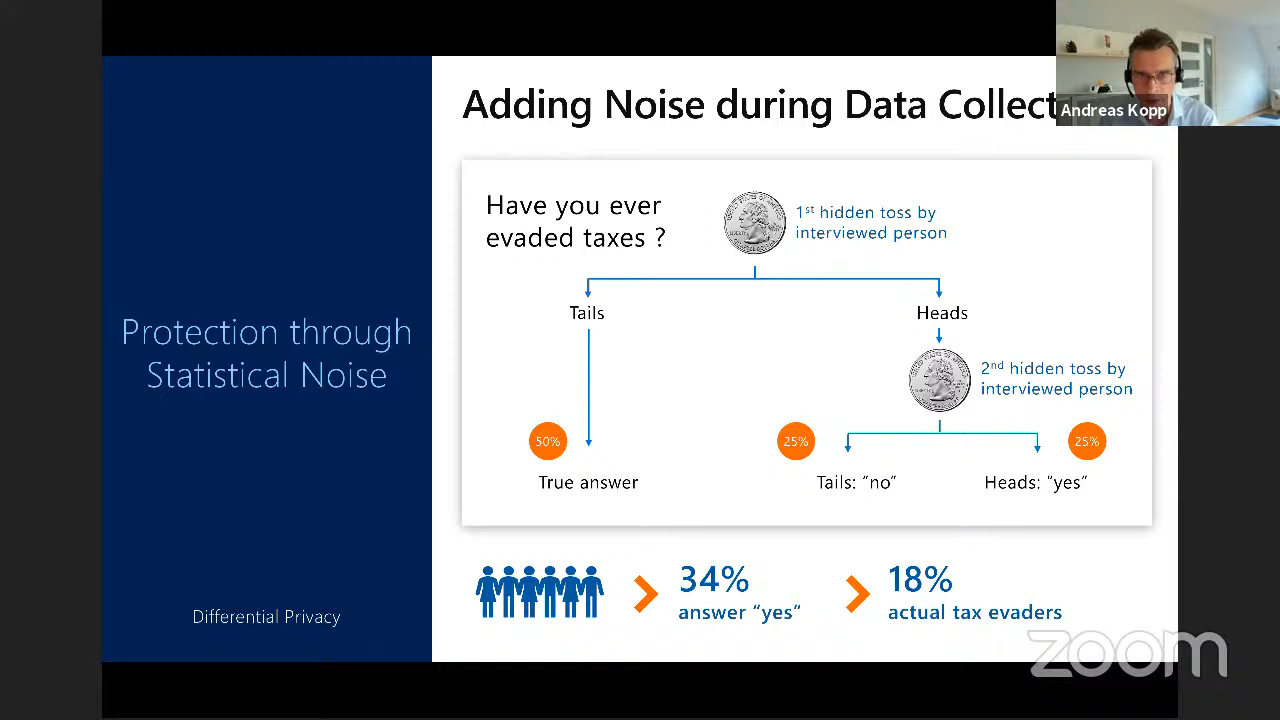 Adding Noise during Data Collect
Andreas Kopp
Have you ever
evaded taxes ?
1st hidden toss by
interviewed person
Tails
Heads
Protection through
Statistical Noise
2nd hidden toss by
interviewed person
50%
25%
25%
True answer
Tails: “no”
Heads: “yes”
34%
answer “yes”
18%
actual tax evaders
Differential Privacy
zoom